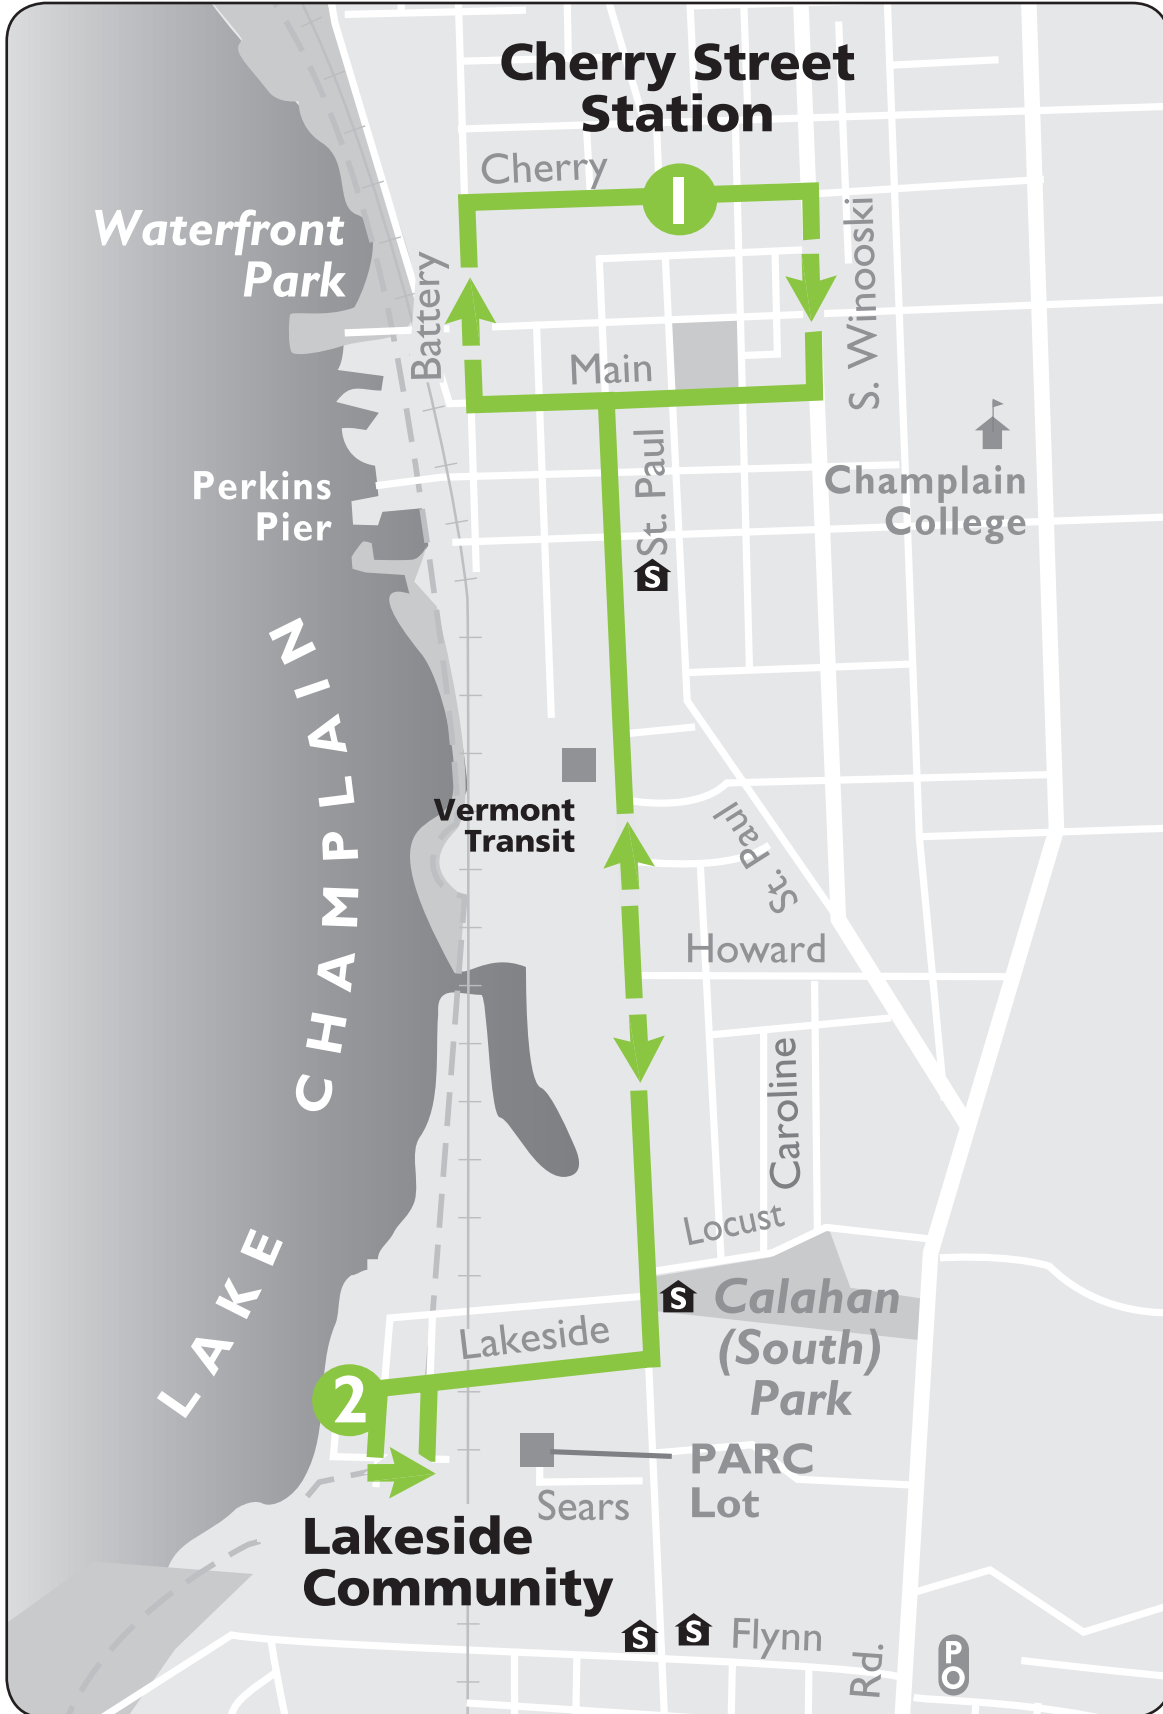 Cherry Street
Station
Cherry
1
Waterfront
Park
Battery
S. Winooski
Main
Perkins
Pier
St. Paul
Champlain
College
S
Vermont
Transit
St. Paul
Howard
LAKE CHAMPLAIN
Caroline
Locust
S
Calahan
(South)
Park
Lakeside
2
PARC
Lot
Sears
Lakeside
Community
S
S
Flynn
Rd.
P
O